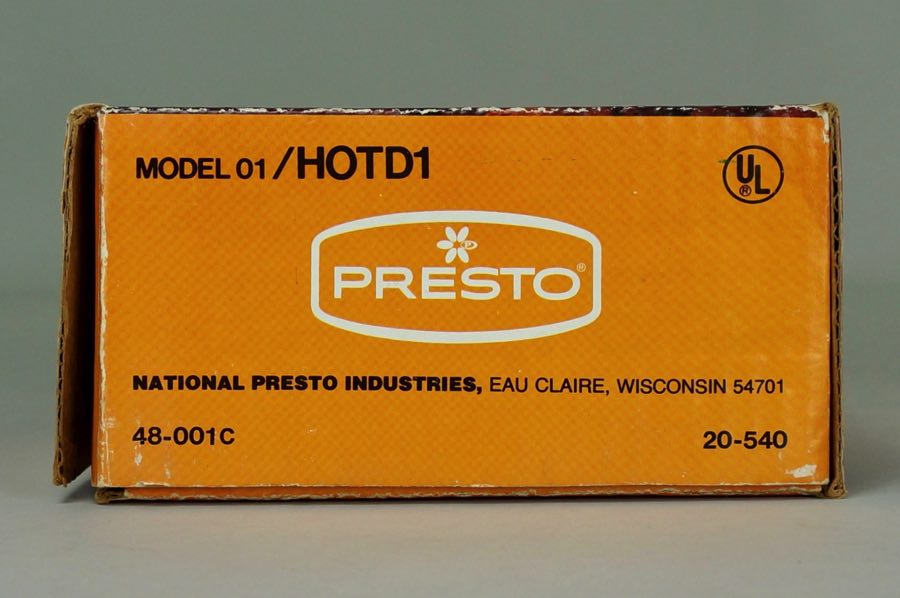 MODEL 01/HOTD1
UL®
P
PRESTO®
NATIONAL PRESTO INDUSTRIES, EAU CLAIRE, WISCONSIN 54701
48-001C
20-540